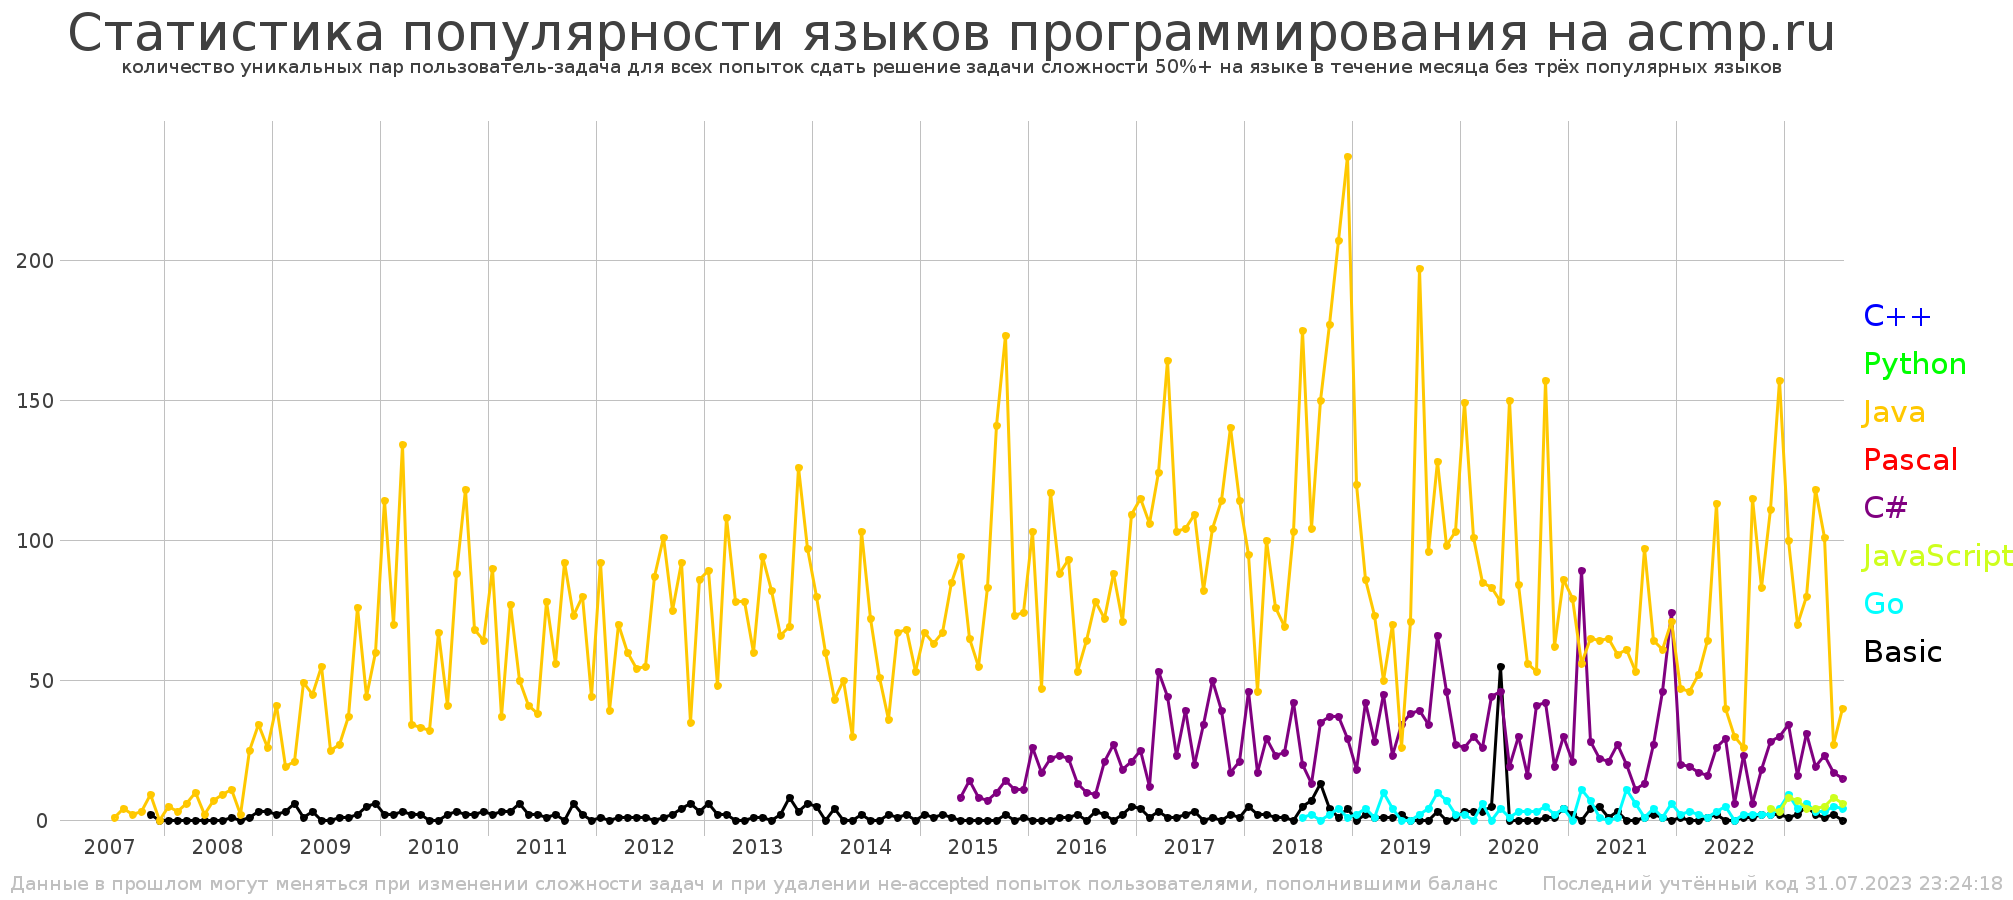 Статистика популярности языков программирования на acmp.ru
количество уникальных пар пользователь-задача для всех попыток сдать решение задачи сложности 50%+ на языке в течение месяца без трёх популярных языков
200
150
100
50
0
C++
Python
Java
Pascal
C#
JavaScript
Go
Basic
2007 2008 2009 2010 2011 2012 2013 2014 2015 2016 2017 2018 2019 2020 2021 2022
Данные в прошлом могут меняться при изменении сложности задач и при удалении не-accepted попыток пользователями, пополнившими баланс
Последний учтённый код 31.07.2023 23:24:18